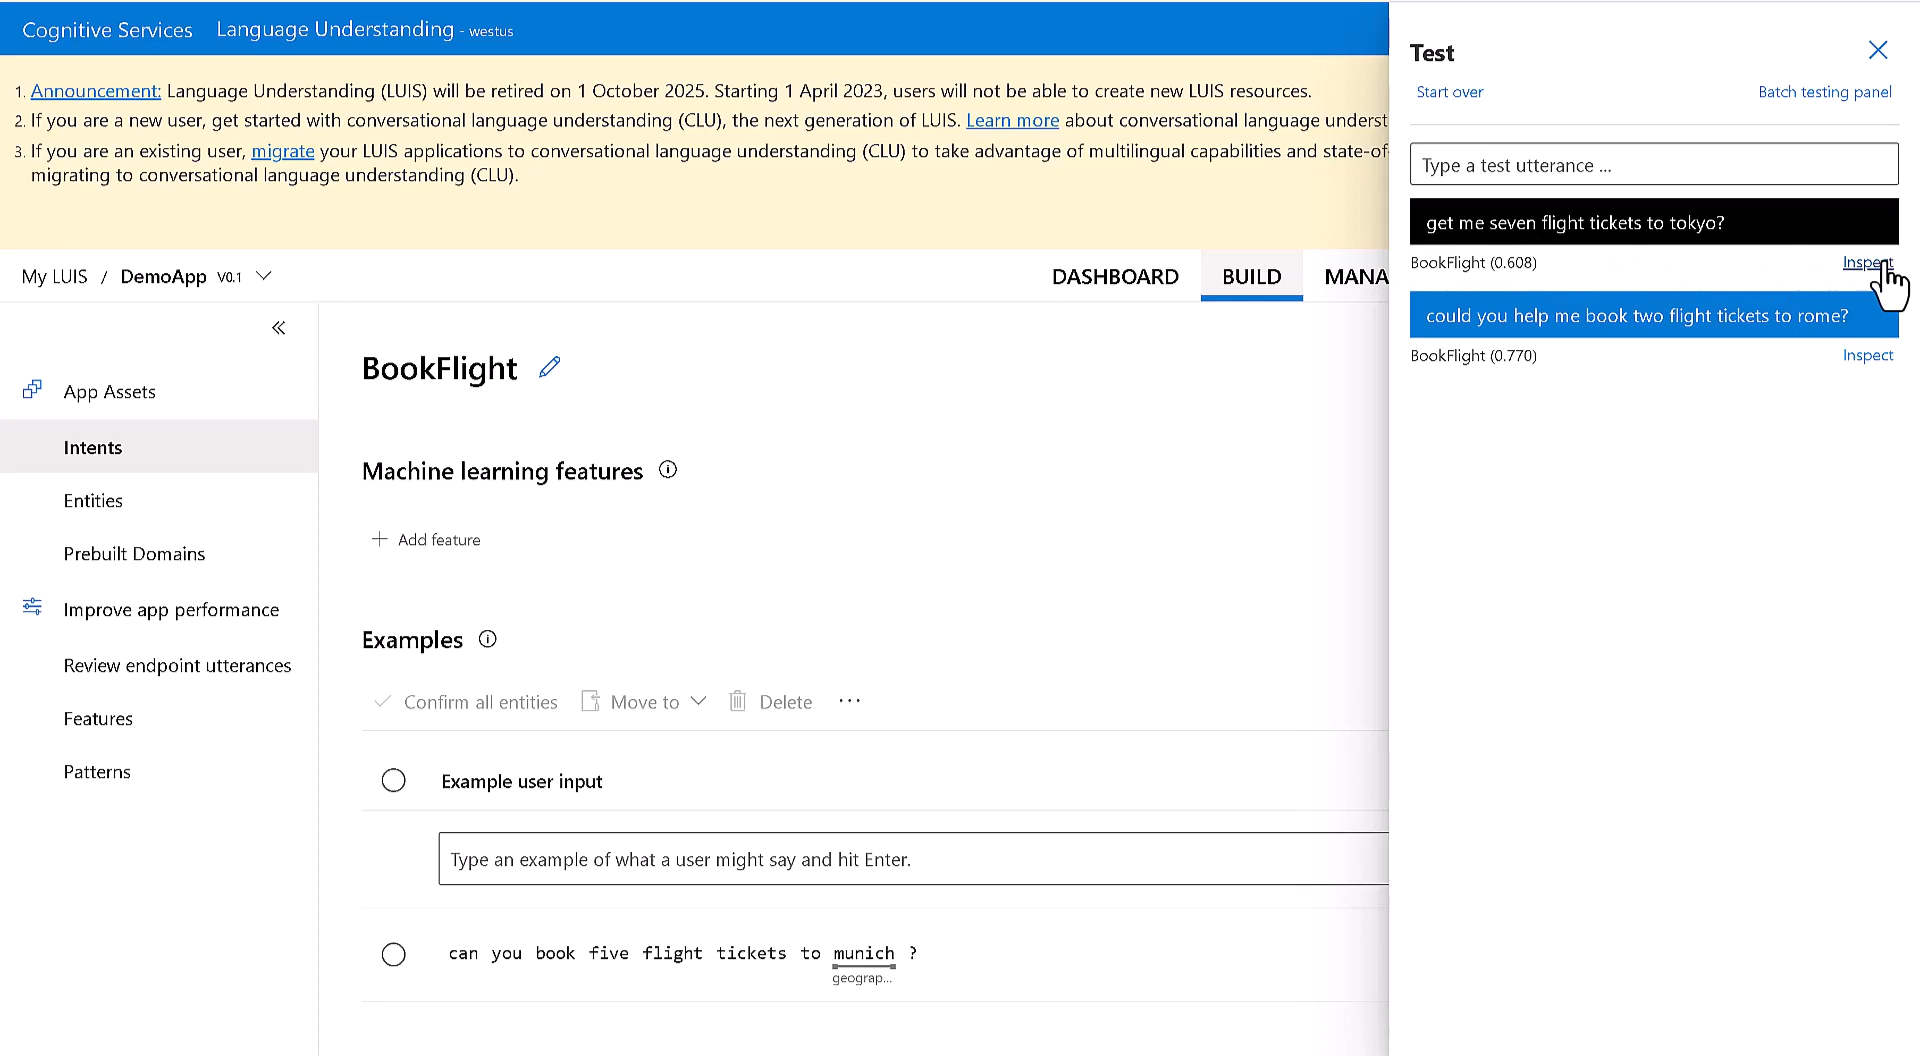 Cognitive Services Language Understanding - westus
1. Announcement: Language Understanding (LUIS) will be retired on 1 October 2025. Starting 1 April 2023, users will not be able to create new LUIS resources.
2. If you are a new user, get started with conversational language understanding (CLU), the next generation of LUIS. Learn more about conversational language underst
3. If you are an existing user, migrate your LUIS applications to conversational language understanding (CLU) to take advantage of multilingual capabilities and state-of-
migrating to conversational language understanding (CLU).
My LUIS / DemoApp V0.1
DASHBOARD BUILD MANA
App Assets
Intents
Entities
Prebuilt Domains
Improve app performance
Review endpoint utterances
Features
Patterns
BookFlight
Machine learning features
+ Add feature
Examples
Confirm all entities Move to Delete ...
Example user input
Type an example of what a user might say and hit Enter.
can you book five flight tickets to munich ?
geograp...
Test
Start over Batch testing panel
Type a test utterance ...
get me seven flight tickets to tokyo?
BookFlight (0.608) Inspect
could you help me book two flight tickets to rome?
BookFlight (0.770) Inspect